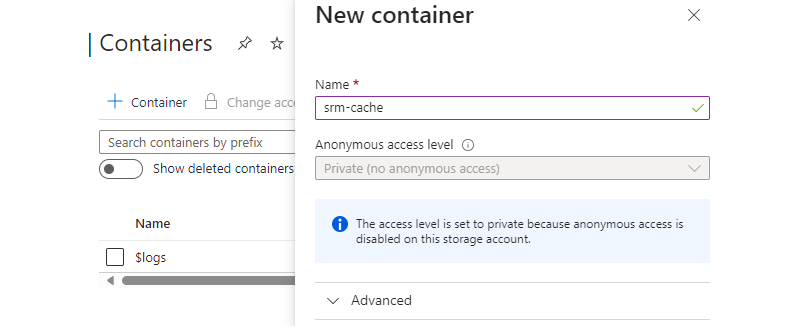 Containers
+ Container
Change acc
Search containers by prefix
Show deleted containers
Name
$logs
New container
Name *
srm-cache
Anonymous access level
Private (no anonymous access)
The access level is set to private because anonymous access is
disabled on this storage account.
Advanced